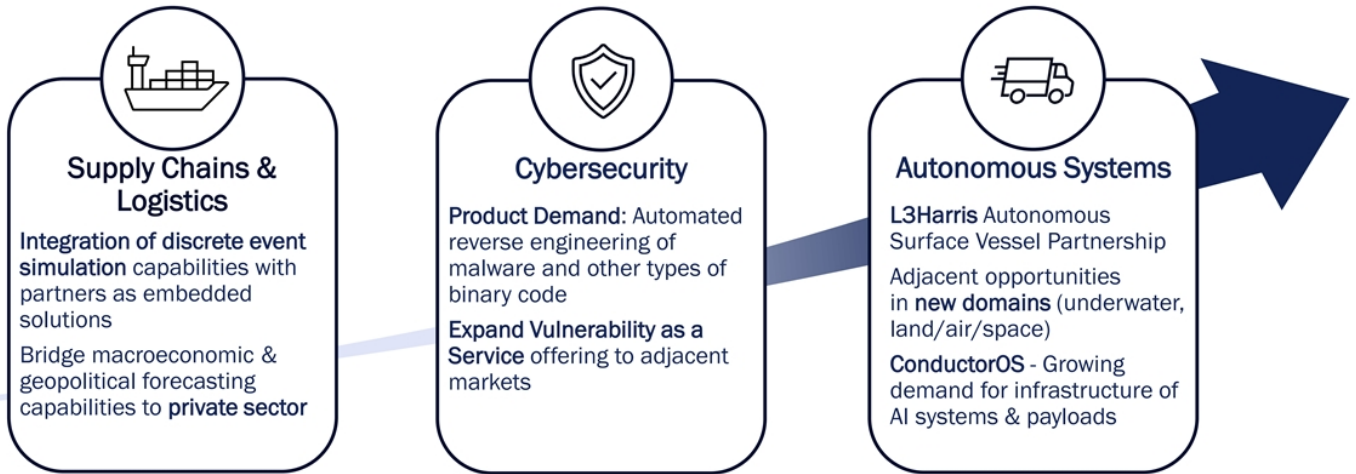 Supply Chains &
Logistics
Integration of discrete event
simulation capabilities with
partners as embedded
solutions
Bridge macroeconomic &
geopolitical forecasting
capabilities to private sector
Cybersecurity
Product Demand: Automated
reverse engineering of
malware and other types of
binary code
Expand Vulnerability as a
Service offering to adjacent
markets
Autonomous Systems
L3Harris Autonomous
Surface Vessel Partnership
Adjacent opportunities
in new domains (underwater,
land/air/space)
ConductorOS - Growing
demand for infrastructure of
AI systems & payloads